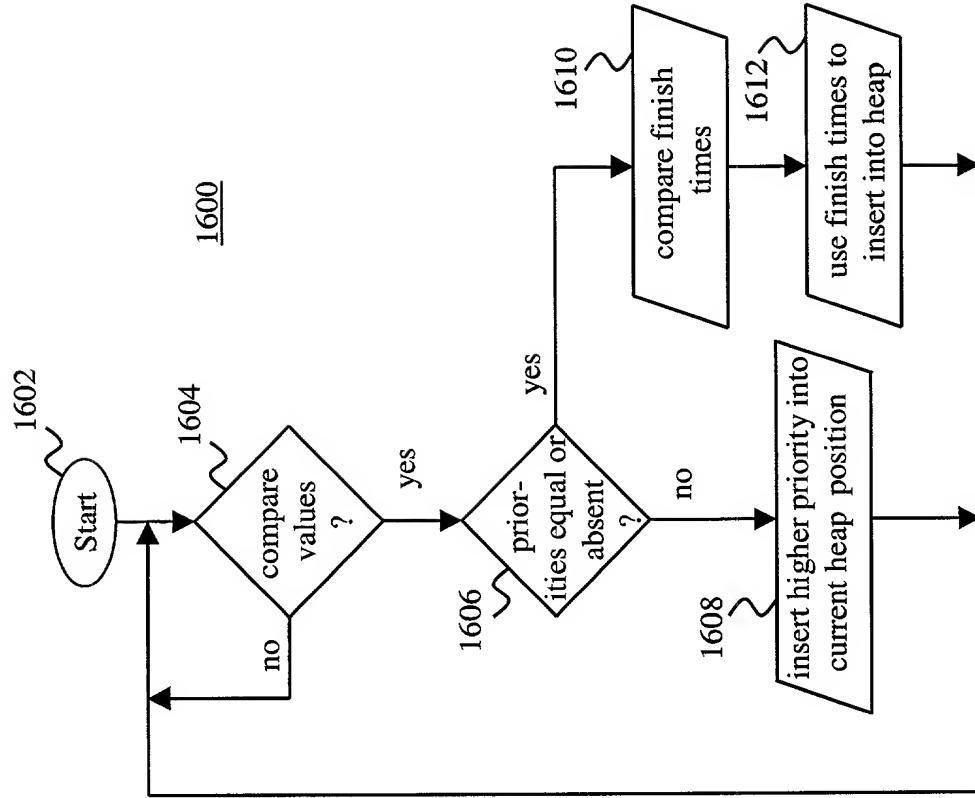 1600
1602
Start
1604
compare
values
?
no
yes
1606
prior-
ities equal or
absent
?
yes
no
1608
insert higher priority into
current heap position
1610
compare finish
times
1612
use finish times to
insert into heap